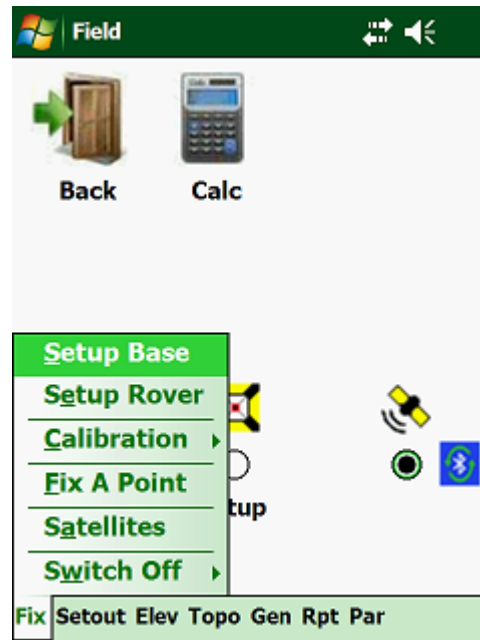 Field
Back Calc
Setup Base
Setup Rover
Calibration
Fix A Point
Satellites
tup
Switch Off
Fix Setout Elev Topo Gen Rpt Par